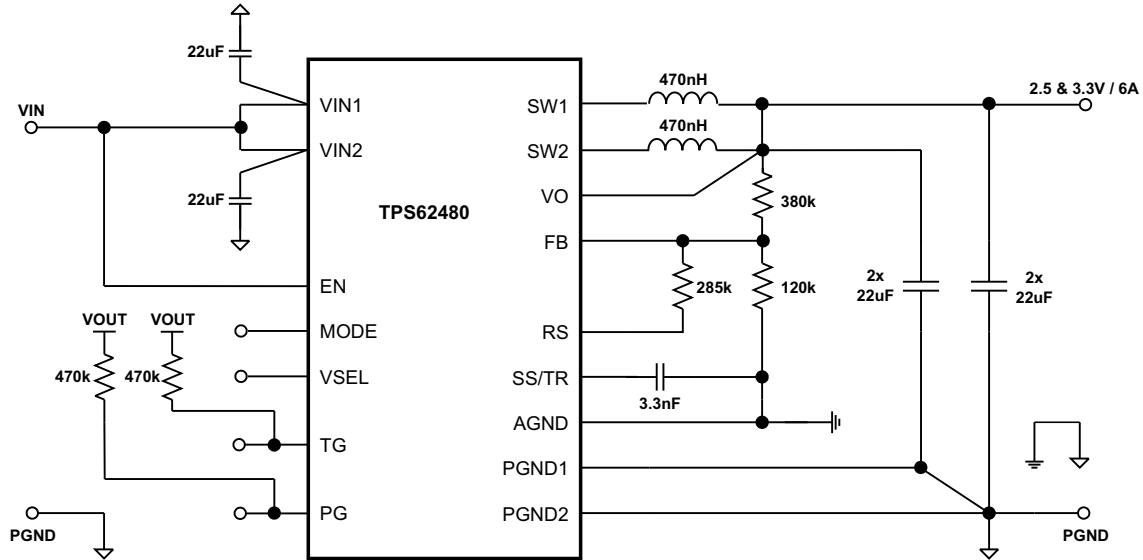 22uF
470nH
VIN
VIN1
SW1
2.5 & 3.3V / 6A
470nH
VIN2
SW2
22uF
TPS62480
VO
380k
FB
EN
285k
120k
2x
22uF
2x
22uF
VOUT
VOUT
MODE
RS
470k
470k
VSEL
SS/TR
3.3nF
AGND
TG
PGND1
PG
PGND2
PGND
PGND